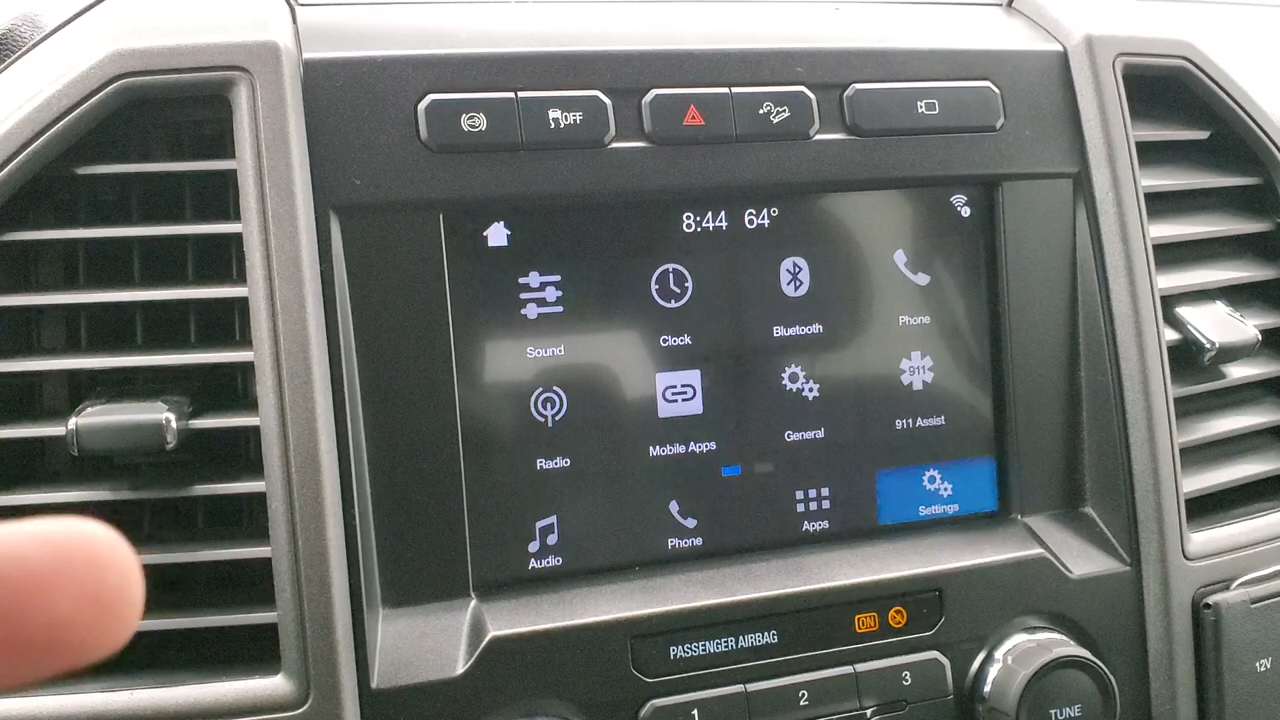 OFF
8:44 64°
Sound
Clock
Bluetooth
Phone
Radio
Mobile Apps
General
911
911 Assist
Audio
Phone
Apps
Settings
PASSENGER AIRBAG
ON
1
2
3
TUNE
12V